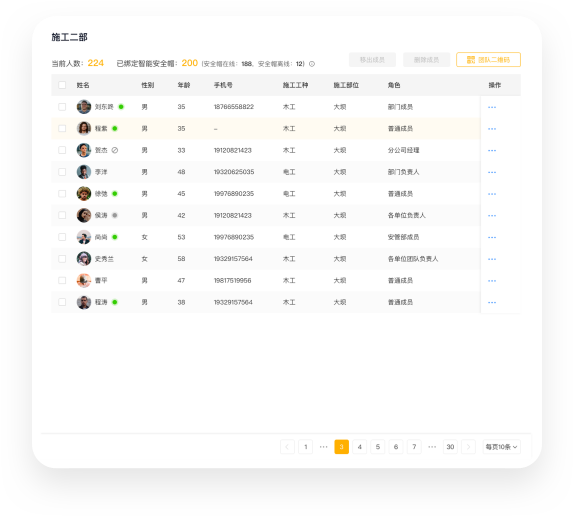 施工二部
当前人数：224 已绑定智能安全帽：200 (安全帽在线：188、安全帽离线：12)
移出成员 删除成员 团队二维码
姓名 性别 年龄 手机号 施工工种 施工部位 角色 操作
刘东晖 男 35 18766558822 木工 大坝 部门成员 •••
程紫 男 35 – 木工 大坝 普通成员 •••
贺杰 男 33 19120821423 木工 大坝 分公司经理 •••
李洋 男 48 19320625035 电工 大坝 部门负责人 •••
徐弛 男 45 19976890235 木工 大坝 普通成员 •••
侯涛 男 42 19120821423 木工 大坝 各单位负责人 •••
尚尚 女 53 19976890235 电工 大坝 安管部成员 •••
史秀兰 女 58 19329157564 木工 大坝 各单位团队负责人 •••
曹平 男 47 19817519956 木工 大坝 普通成员 •••
程涛 男 38 19329157564 木工 大坝 普通成员 •••
< 1 ••• 3 4 5 6 7 ••• 30 > 每页10条